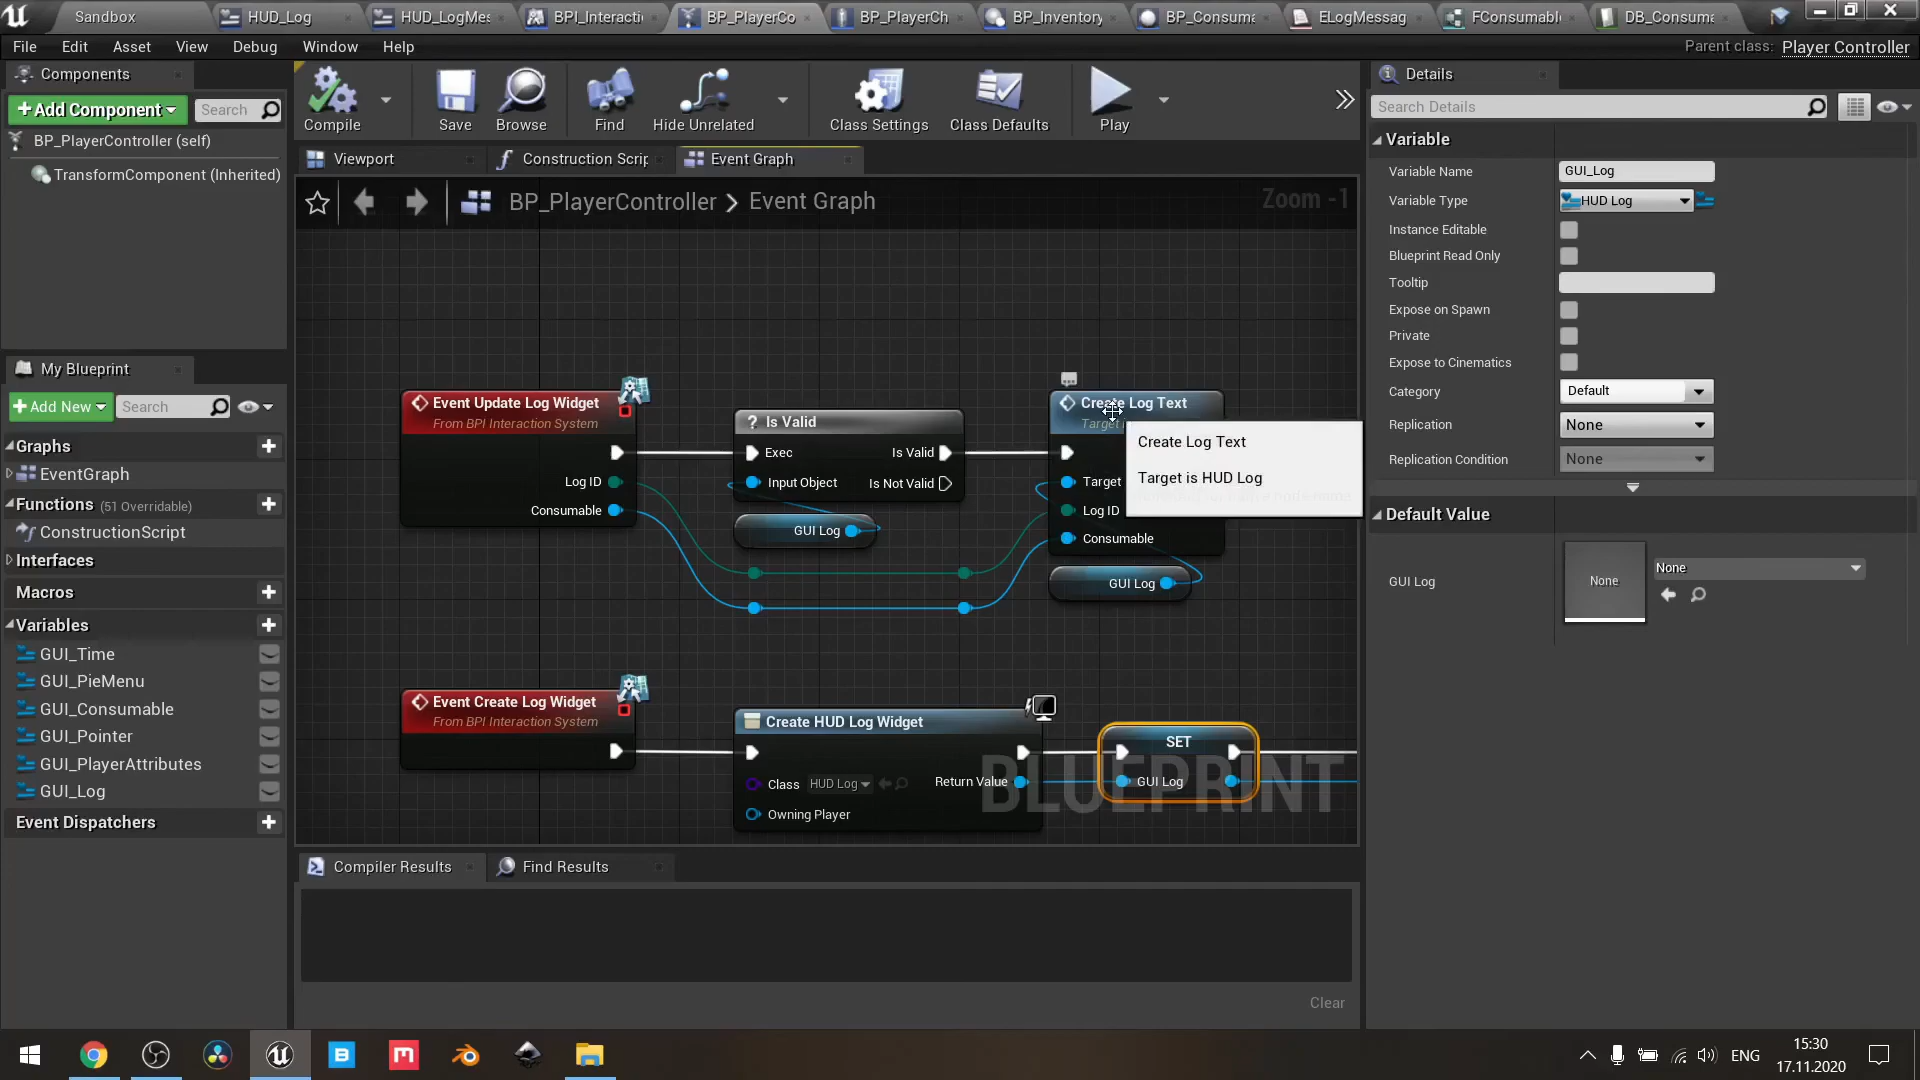 Sandbox
HUD_Log
HUD_LogMes
BPI_Interacti
BP_PlayerCo
BP_PlayerCh
BP_Inventory
BP_Consum
ELogMessag
FConsumabl
DB_Consum
File
Edit
Asset
View
Debug
Window
Help
Parent class:
Player Controller
Components
Add Component
Search
BP_PlayerController (self)
TransformComponent (Inherited)
Compile
Save
Browse
Find
Hide Unrelated
Class Settings
Class Defaults
Play
Viewport
Construction Scrip
Event Graph
BP_PlayerController
Event Graph
Zoom -1
Event Update Log Widget
From BPI Interaction System
Log ID
Consumable
Is Valid
Exec
Is Valid
Input Object
Is Not Valid
GUI Log
Create Log Text
Target
Log ID
Consumable
GUI Log
Create Log Text
Target is HUD Log
Event Create Log Widget
From BPI Interaction System
Create HUD Log Widget
Class
HUD Log
Return Value
Owning Player
SET
GUI Log
BLUEPRINT
My Blueprint
Add New
Search
Graphs
EventGraph
Functions (51 Overridable)
ConstructionScript
Interfaces
Macros
Variables
GUI_Time
GUI_PieMenu
GUI_Consumable
GUI_Pointer
GUI_PlayerAttributes
GUI_Log
Event Dispatchers
Compiler Results
Find Results
Clear
Details
Search Details
Variable
Variable Name
GUI_Log
Variable Type
HUD Log
Instance Editable
Blueprint Read Only
Tooltip
Expose on Spawn
Private
Expose to Cinematics
Category
Default
Replication
None
Replication Condition
None
Default Value
GUI Log
None
None
B
M
ENG
15:30
17.11.2020